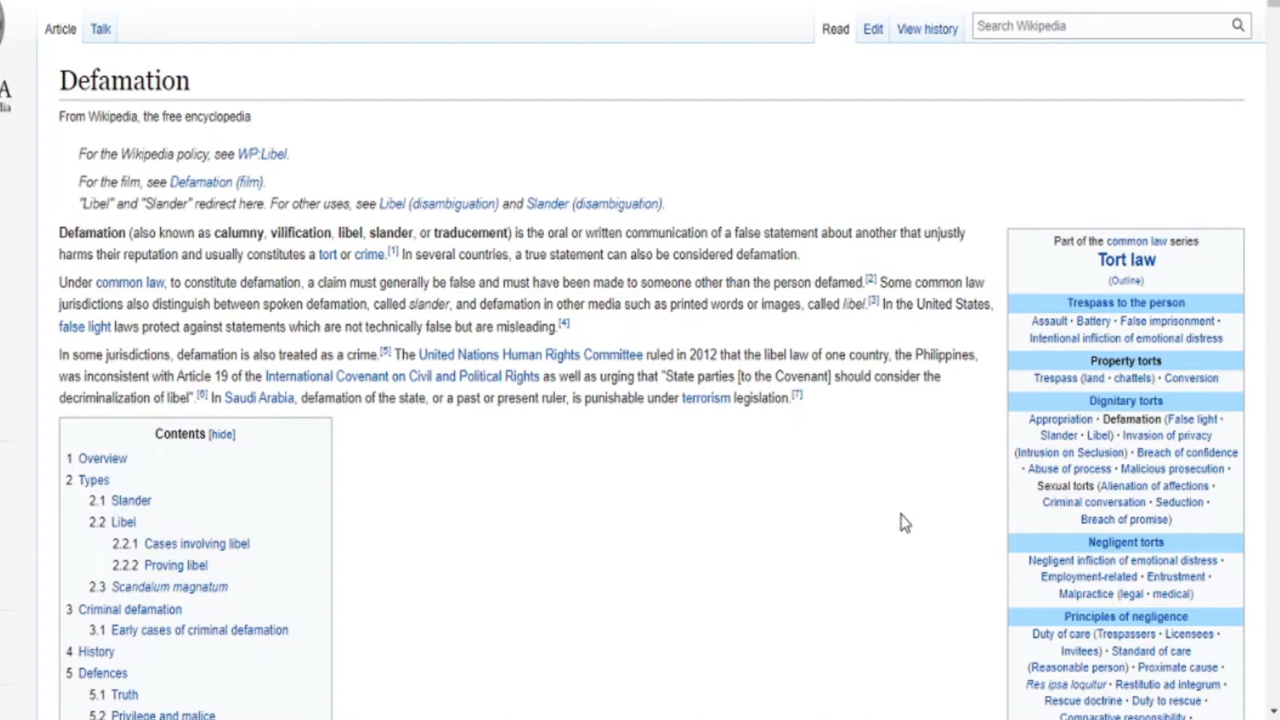 A
dia
Article Talk Read Edit View history Search Wikipedia
Defamation
From Wikipedia, the free encyclopedia
For the Wikipedia policy, see WP:Libel.
For the film, see Defamation (film).
"Libel" and "Slander" redirect here. For other uses, see Libel (disambiguation) and Slander (disambiguation).
Defamation (also known as calumny, vilification, libel, slander, or traducement) is the oral or written communication of a false statement about another that unjustly
harms their reputation and usually constitutes a tort or crime.[1] In several countries, a true statement can also be considered defamation.
Under common law, to constitute defamation, a claim must generally be false and must have been made to someone other than the person defamed.[2] Some common law
jurisdictions also distinguish between spoken defamation, called slander, and defamation in other media such as printed words or images, called libel.[3] In the United States,
false light laws protect against statements which are not technically false but are misleading.[4]
In some jurisdictions, defamation is also treated as a crime.[5] The United Nations Human Rights Committee ruled in 2012 that the libel law of one country, the Philippines,
was inconsistent with Article 19 of the International Covenant on Civil and Political Rights as well as urging that "State parties [to the Covenant] should consider the
decriminalization of libel".[6] In Saudi Arabia, defamation of the state, or a past or present ruler, is punishable under terrorism legislation.[7]
Contents [hide]
1 Overview
2 Types
2.1 Slander
2.2 Libel
2.2.1 Cases involving libel
2.2.2 Proving libel
2.3 Scandalum magnatum
3 Criminal defamation
3.1 Early cases of criminal defamation
4 History
5 Defences
5.1 Truth
5.2 Privilege and malice
Part of the common law series
Tort law
(Outline)
Trespass to the person
Assault · Battery · False imprisonment ·
Intentional infliction of emotional distress
Property torts
Trespass (land · chattels) · Conversion
Dignitary torts
Appropriation · Defamation (False light ·
Slander · Libel) · Invasion of privacy
(Intrusion on Seclusion) · Breach of confidence
· Abuse of process · Malicious prosecution ·
Sexual torts (Alienation of affections ·
Criminal conversation · Seduction ·
Breach of promise)
Negligent torts
Negligent infliction of emotional distress ·
Employment-related · Entrustment ·
Malpractice (legal · medical)
Principles of negligence
Duty of care (Trespassers · Licensees ·
Invitees) · Standard of care
(Reasonable person) · Proximate cause ·
Res ipsa loquitur · Restitutio ad integrum ·
Rescue doctrine · Duty to rescue ·
Comparative responsibility ·